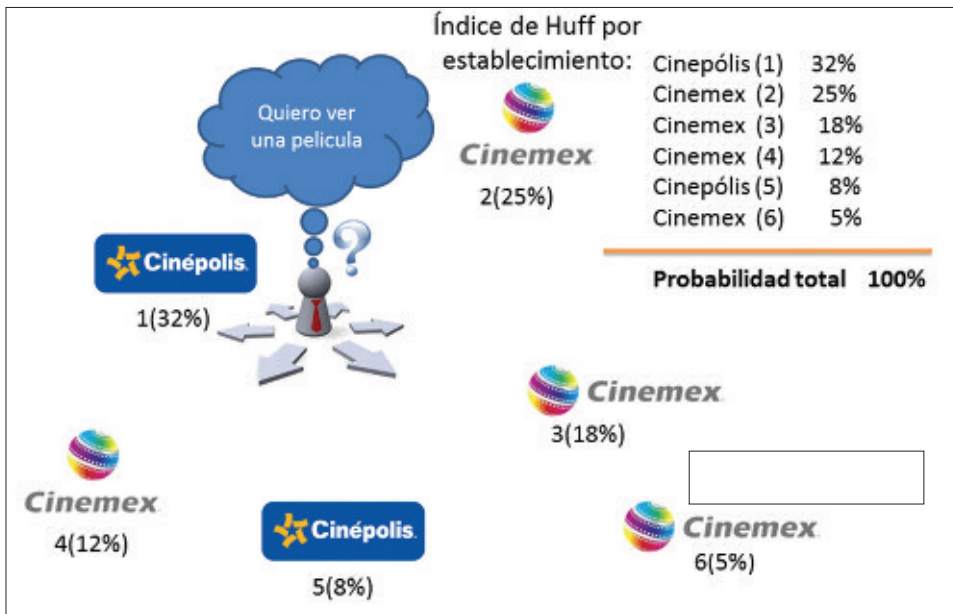 Índice de Huff por
establecimiento:
Cinepólis (1) 32%
Cinemex (2) 25%
Cinemex (3) 18%
Cinemex (4) 12%
Cinepólis (5) 8%
Cinemex (6) 5%
Probabilidad total 100%
Quiero ver
una pelicula
?
Cinemex
2(25%)
Cinépolis.
1(32%)
Cinemex.
3(18%)
Cinemex.
4(12%)
Cinépolis.
5(8%)
Cinemex.
6(5%)